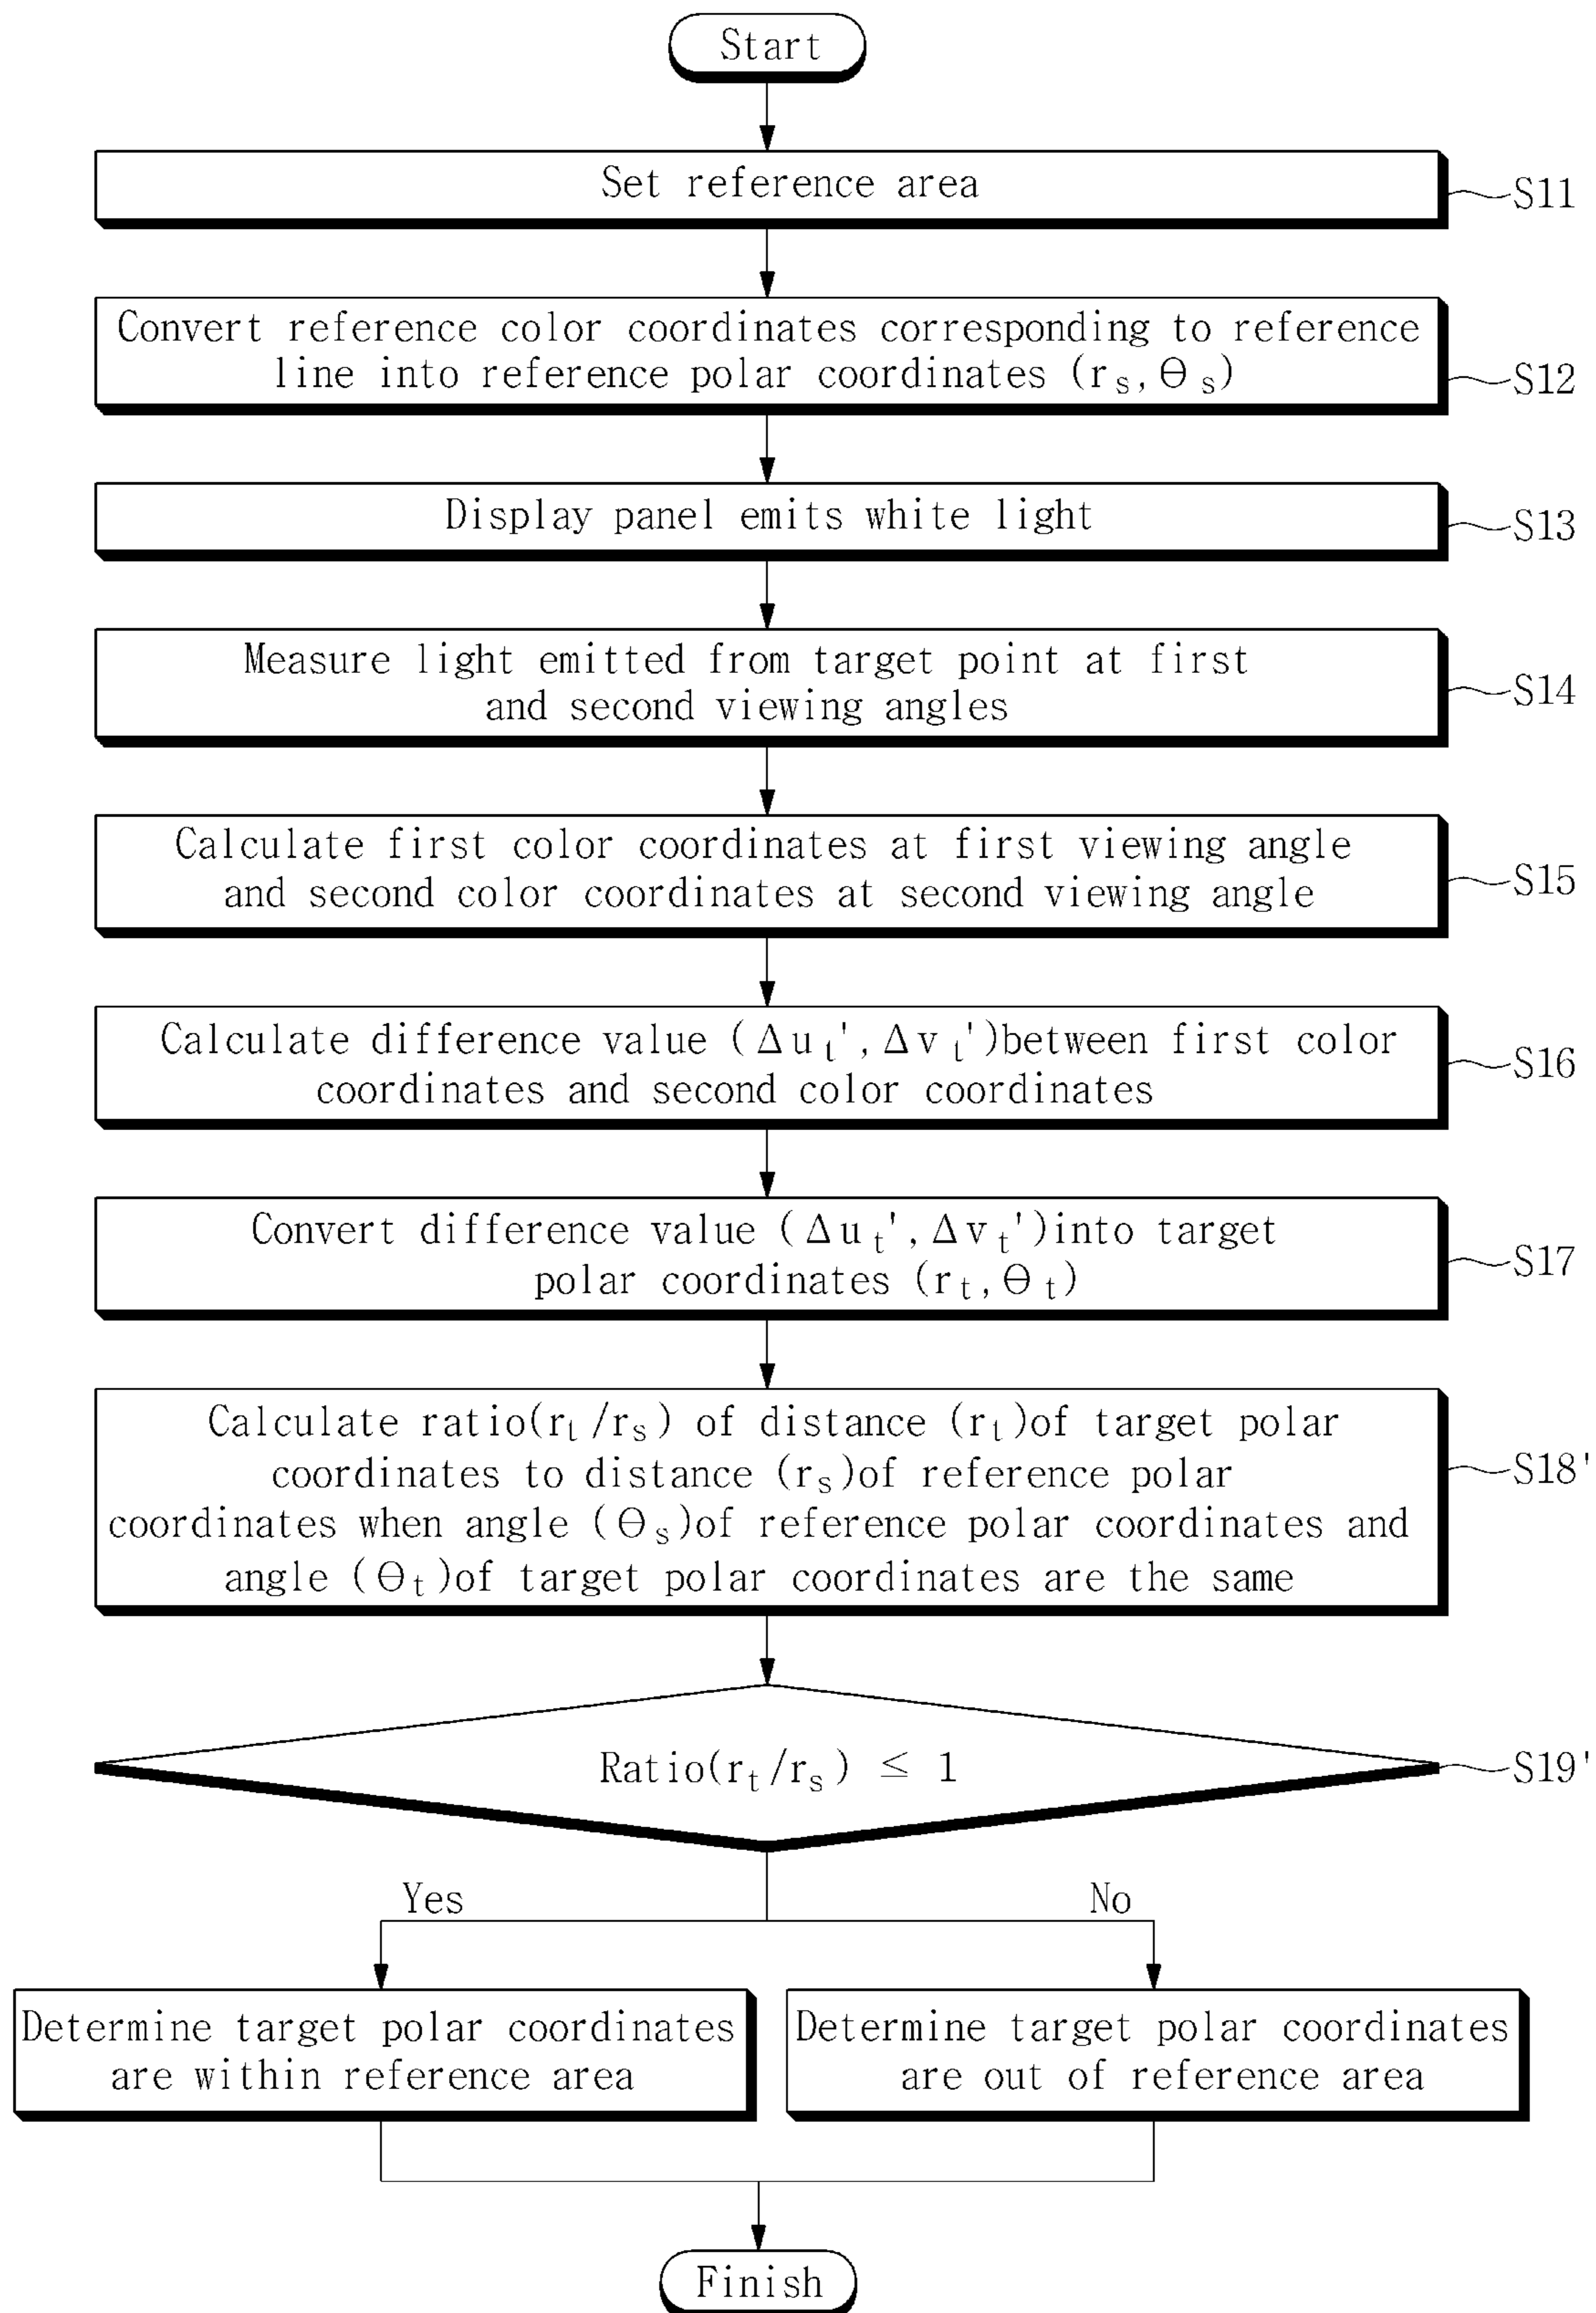 Start
Set reference area
S11
Convert reference color coordinates corresponding to reference
line into reference polar coordinates (rₛ,Θₛ)
S12
Display panel emits white light
S13
Measure light emitted from target point at first
and second viewing angles
S14
Calculate first color coordinates at first viewing angle
and second color coordinates at second viewing angle
S15
Calculate difference value (Δuₜ',Δvₜ')between first color
coordinates and second color coordinates
S16
Convert difference value (Δuₜ',Δvₜ')into target
polar coordinates (rₜ,Θₜ)
S17
Calculate ratio(rₜ/rₛ) of distance (rₜ)of target polar
coordinates to distance (rₛ)of reference polar
coordinates when angle (Θₛ)of reference polar coordinates and
angle (Θₜ)of target polar coordinates are the same
S18'
Ratio(rₜ/rₛ) ≤ 1
S19'
Yes
No
Determine target polar coordinates
are within reference area
Determine target polar coordinates
are out of reference area
Finish